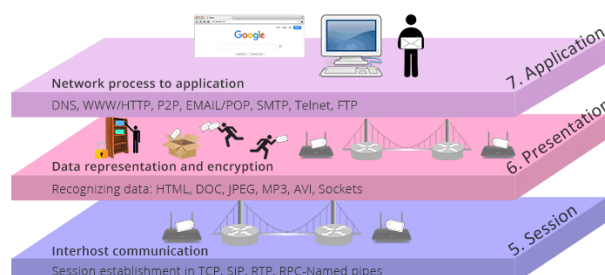 Google
7. Application
Network process to application
DNS, WWW/HTTP, P2P, EMAIL/POP, SMTP, Telnet, FTP
6. Presentation
Data representation and encryption
Recognizing data: HTML, DOC, JPEG, MP3, AVI, Sockets
5. Session
Interhost communication
Session establishment in TCP, SIP, RTP, RPC-Named pipes